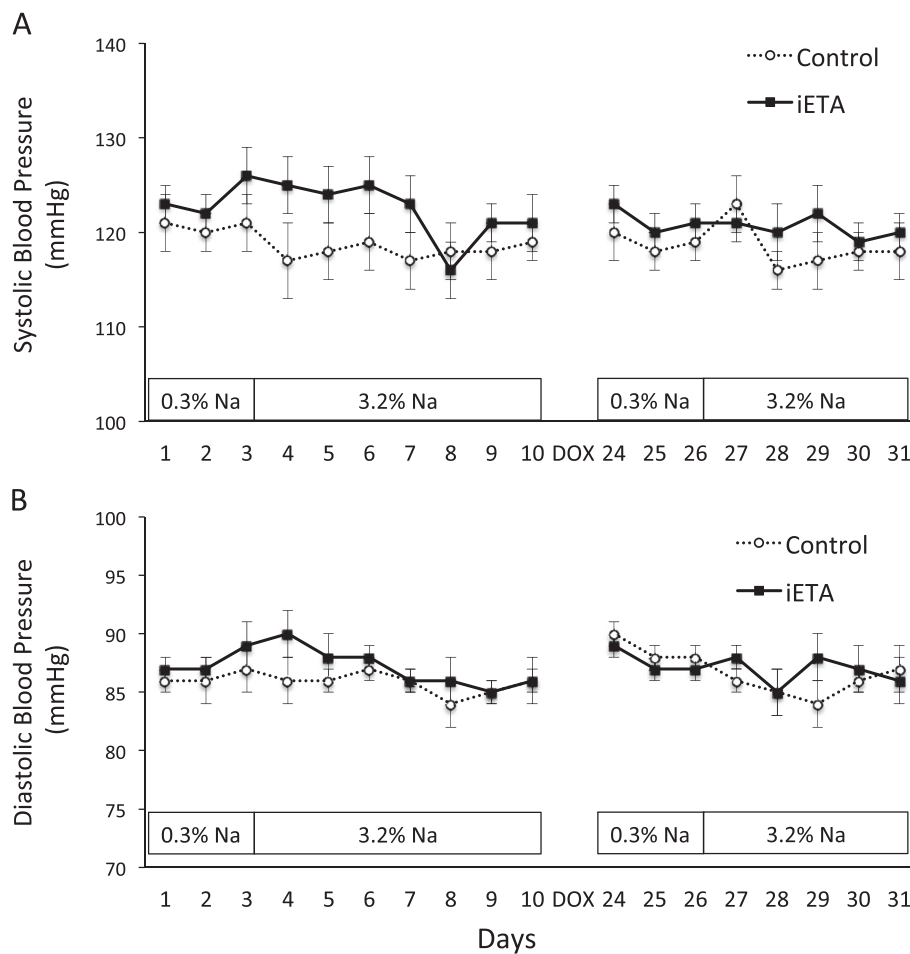 A
140
130
120
110
100
Systolic Blood Pressure
(mmHg)
Control
iETA
0.3% Na
3.2% Na
0.3% Na
3.2% Na
1 2 3 4 5 6 7 8 9 10 DOX 24 25 26 27 28 29 30 31
B
100
95
90
85
80
75
70
Diastolic Blood Pressure
(mmHg)
Control
iETA
0.3% Na
3.2% Na
0.3% Na
3.2% Na
1 2 3 4 5 6 7 8 9 10 DOX 24 25 26 27 28 29 30 31
Days